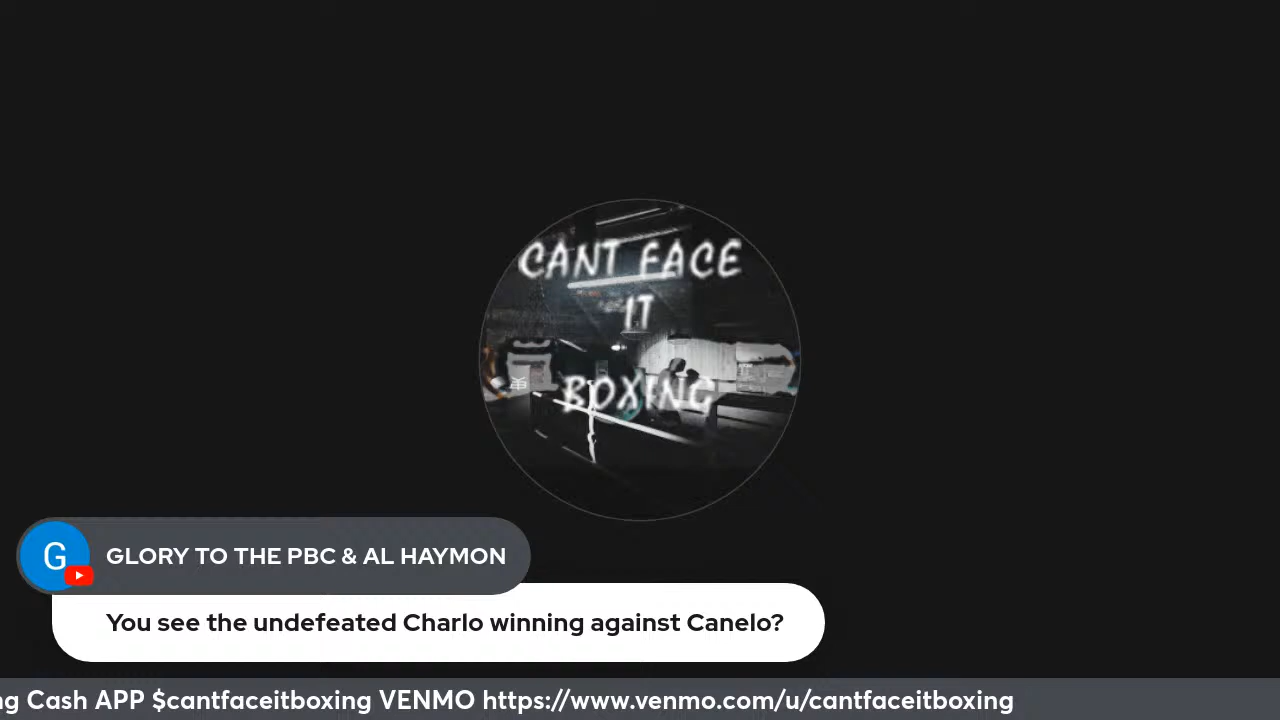 CANT FACE
IT
BOXING
GLORY TO THE PBC & AL HAYMON
G
You see the undefeated Charlo winning against Canelo?
ng Cash APP $cantfaceitboxing VENMO https://www.venmo.com/u/cantfaceitboxing